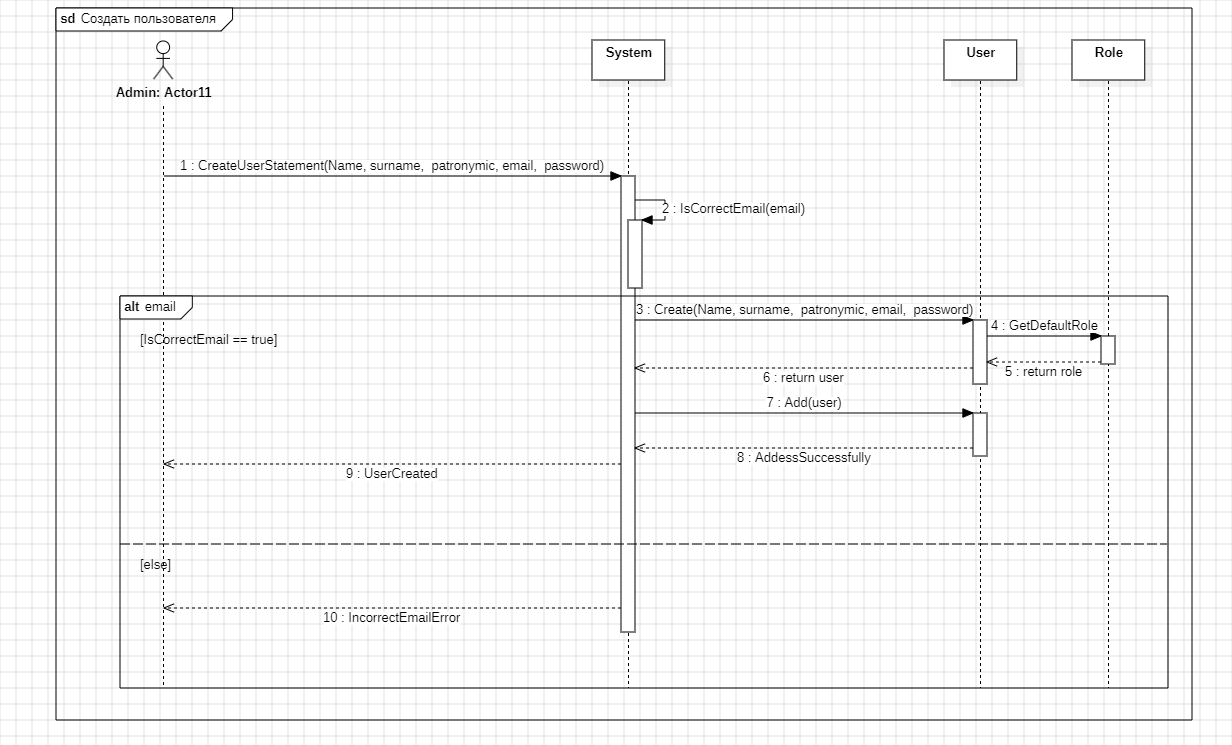 sd Создать пользователя
System
User
Role
Admin: Actor11
1 : CreateUserStatement(Name, surname, patronymic, email, password)
2 : IsCorrectEmail(email)
alt email
3 : Create(Name, surname, patronymic, email, password)
4 : GetDefaultRole
[IsCorrectEmail == true]
5 : return role
6 : return user
7 : Add(user)
8 : AddessSuccessfully
9 : UserCreated
[else]
10 : IncorrectEmailError